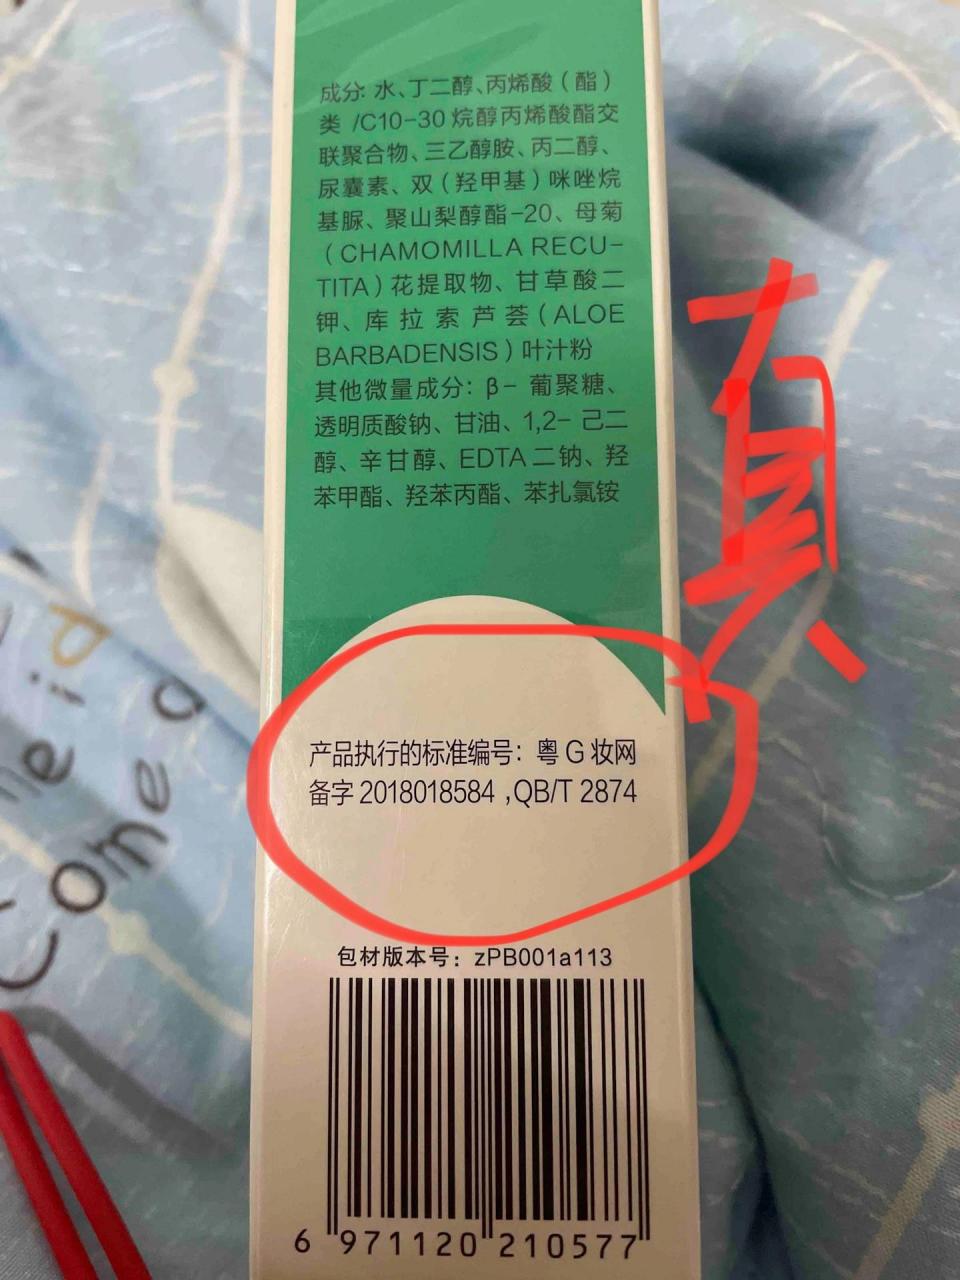 成分:水、丁二醇、丙烯酸（酯）
类 /C10-30 烷醇丙烯酸酯交
联聚合物、三乙醇胺、丙二醇、
尿囊素、双（羟甲基）咪唑烷
基脲、聚山梨醇酯-20、母菊
（CHAMOMILLA RECU-
TITA）花提取物、甘草酸二
钾、库拉索芦荟（ALOE
BARBADENSIS）叶汁粉
其他微量成分：β- 葡聚糖、
透明质酸钠、甘油、1,2- 己二
醇、辛甘醇、EDTA 二钠、羟
苯甲酯、羟苯丙酯、苯扎氯铵
真
产品执行的标准编号：粤 G 妆网
备字 2018018584 ,QB/T 2874
包材版本号：zPB001a113
6 971120 210577
me id
come a